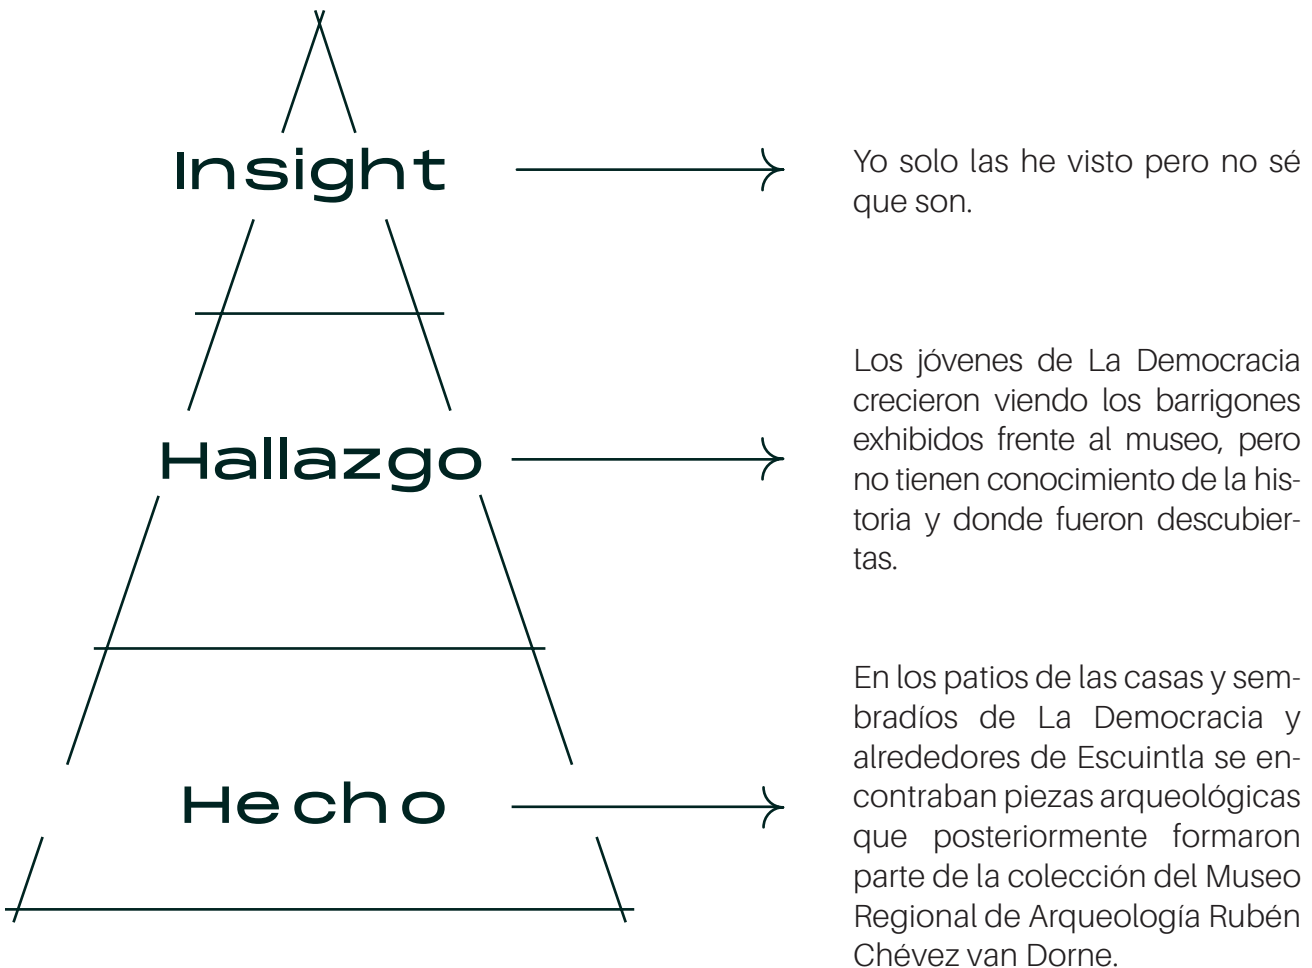 Insight
Yo solo las he visto pero no sé
que son.
Hallazgo
Los jóvenes de La Democracia
crecieron viendo los barrigones
exhibidos frente al museo, pero
no tienen conocimiento de la his-
toria y donde fueron descubier-
tas.
Hecho
En los patios de las casas y sem-
bradíos de La Democracia y
alrededores de Escuintla se en-
contraban piezas arqueológicas
que posteriormente formaron
parte de la colección del Museo
Regional de Arqueología Rubén
Chévez van Dorne.